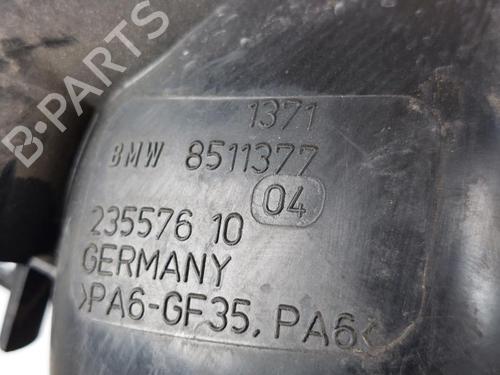 1371
BMW 8511377
04
235576 10
GERMANY
>PA6-GF35, PA6<
B-PARTS